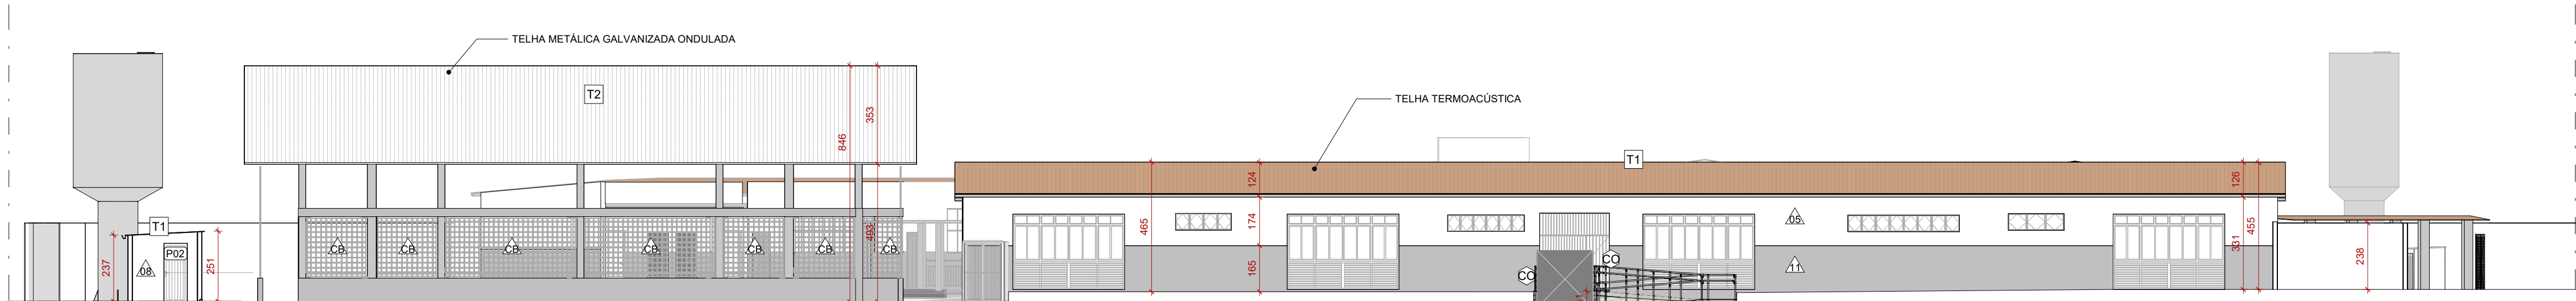 TELHA METÁLICA GALVANIZADA ONDULADA
T2
TELHA TERMOACÚSTICA
T1
353
846
124
126
174
465
493
165
05
11
331
455
238
T1
P02
08
237
251
CB
CB
CB
CB
CB
CB
CB
CO
CO